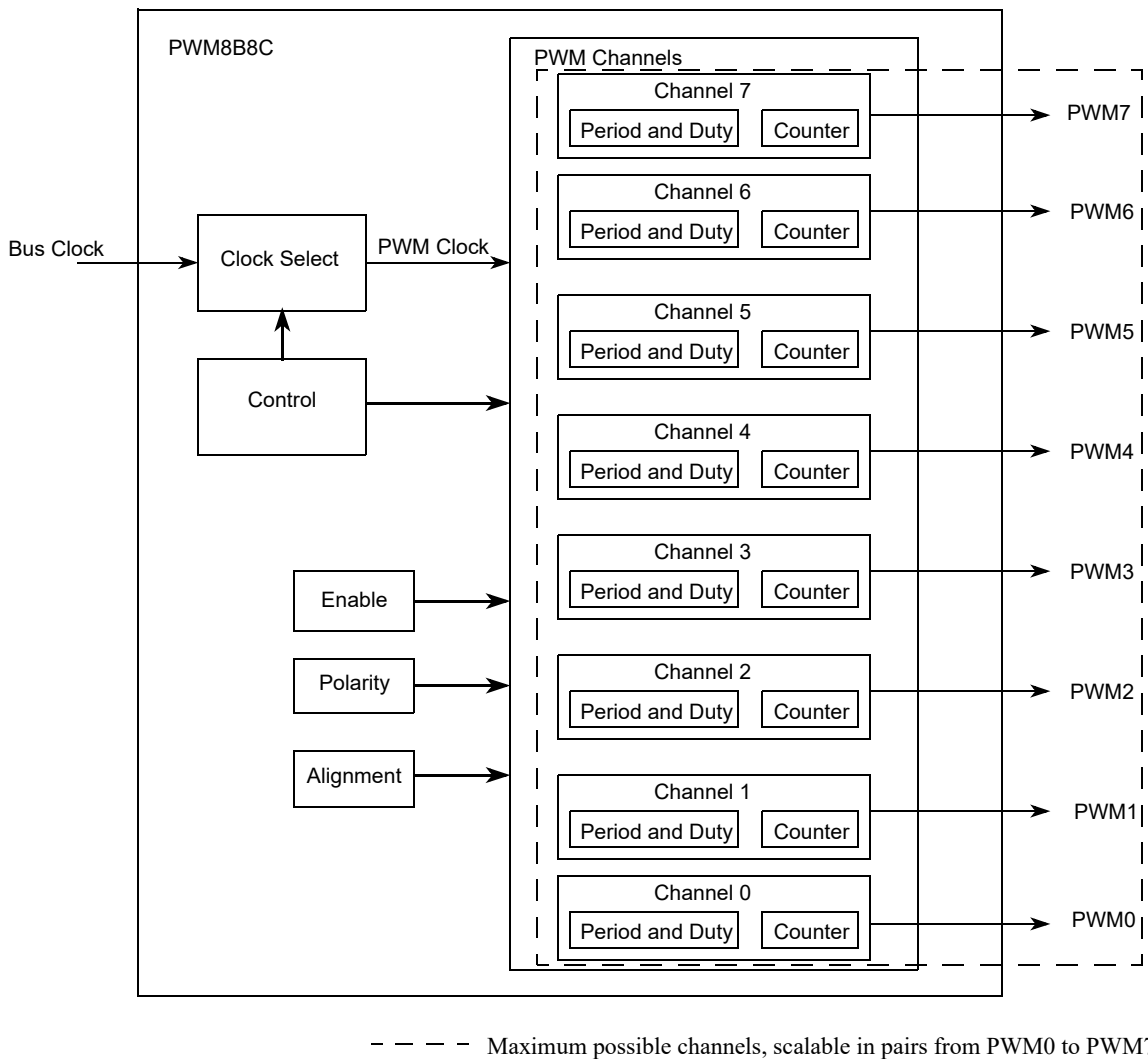 PWM8B8C
PWM Channels
Channel 7
Period and Duty
Counter
PWM7
Channel 6
Period and Duty
Counter
PWM6
Bus Clock
Clock Select
PWM Clock
Channel 5
Period and Duty
Counter
PWM5
Control
Channel 4
Period and Duty
Counter
PWM4
Channel 3
Period and Duty
Counter
PWM3
Enable
Polarity
Channel 2
Period and Duty
Counter
PWM2
Alignment
Channel 1
Period and Duty
Counter
PWM1
Channel 0
Period and Duty
Counter
PWM0
Maximum possible channels, scalable in pairs from PWM0 to PWM7